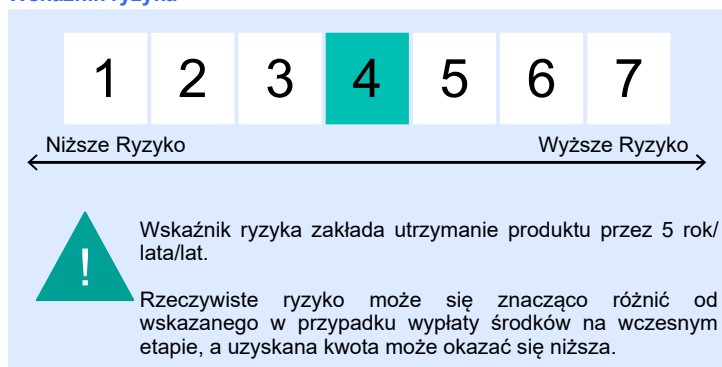 Wskaźnik ryzyka
1 2 3 4 5 6 7
Niższe Ryzyko Wyższe Ryzyko
!
Wskaźnik ryzyka zakłada utrzymanie produktu przez 5 rok/
lata/lat.
Rzeczywiste ryzyko może się znacząco różnić od
wskazanego w przypadku wypłaty środków na wczesnym
etapie, a uzyskana kwota może okazać się niższa.